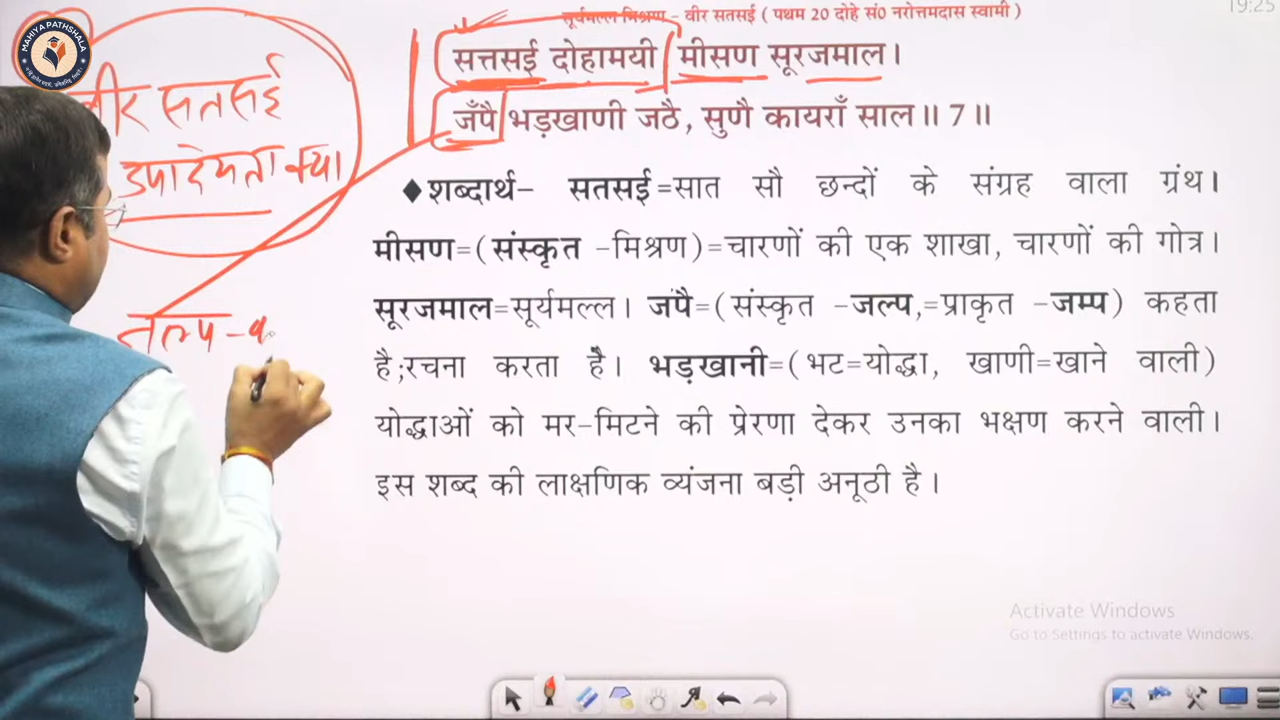 19:25
सूर्यमल्ल मिश्रण – वीर सतसई ( पथम 20 दोहे सं0 नरोत्तमदास स्वामी )
MAHIYA PATHSHALA
सत्तसई दोहामयी मीसण सूरजमाल।
जँपै भड़खाणी जठै, सुणै कायराँ साल॥ 7॥
वीर सतसई
उपादेयता क्या
♦शब्दार्थ– सतसई=सात सौ छन्दों के संग्रह वाला ग्रंथ।
मीसण=(संस्कृत -मिश्रण)=चारणों की एक शाखा, चारणों की गोत्र।
सूरजमाल=सूर्यमल्ल। जंपै=(संस्कृत -जल्प,=प्राकृत -जम्प) कहता
है;रचना करता है। भड़खानी=(भट=योद्धा, खाणी=खाने वाली)
योद्धाओं को मर-मिटने की प्रेरणा देकर उनका भक्षण करने वाली।
इस शब्द की लाक्षणिक व्यंजना बड़ी अनूठी है।
Activate Windows
Go to Settings to activate Windows.